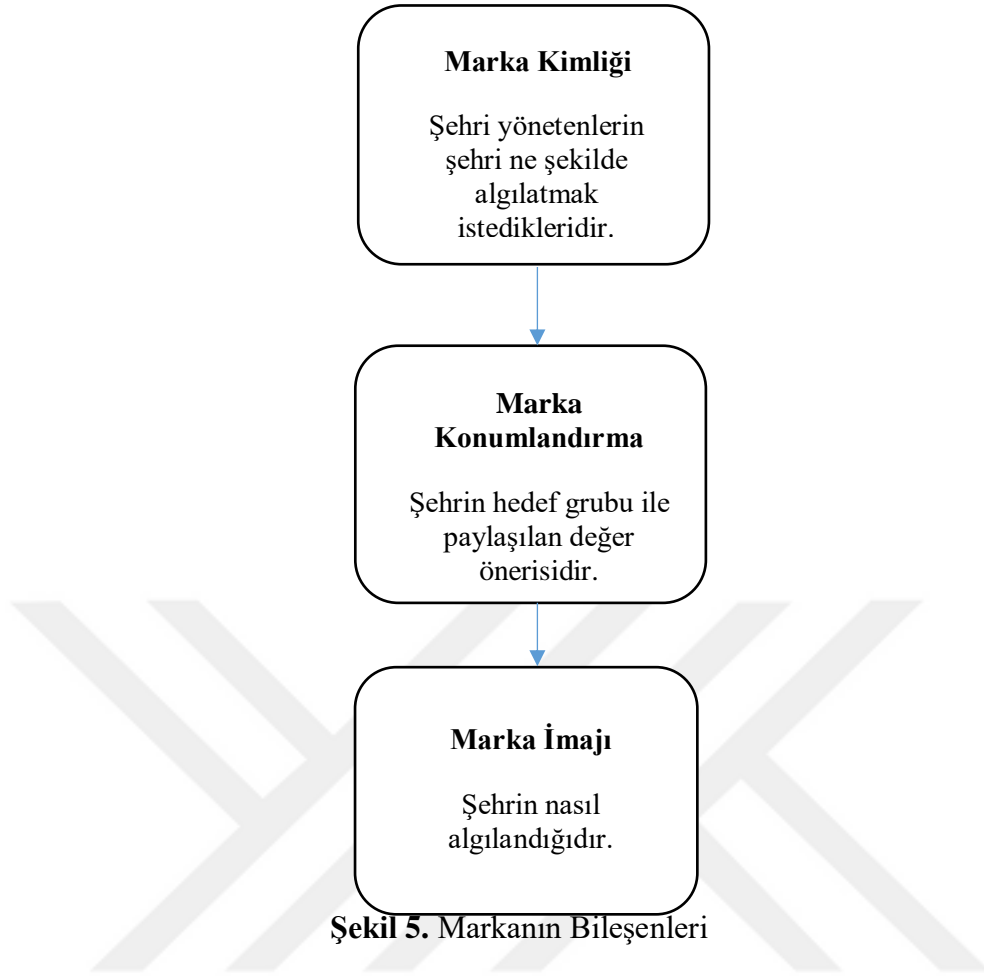 Marka Kimliği
Şehri yönetenlerin
şehri ne şekilde
algılatmak
istedikleridir.
Marka
Konumlandırma
Şehrin hedef grubu ile
paylaşılan değer
önerisidir.
Marka İmajı
Şehrin nasıl
algılandığıdır.
Şekil 5. Markanın Bileşenleri